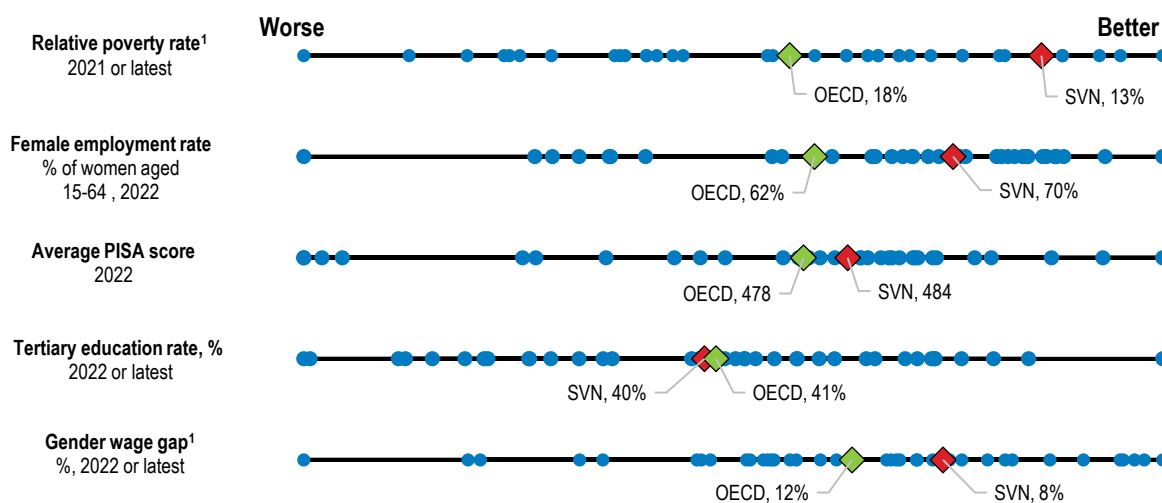 Worse
Better
Relative poverty rate¹
2021 or latest
OECD, 18%
SVN, 13%
Female employment rate
% of women aged
15-64 , 2022
OECD, 62%
SVN, 70%
Average PISA score
2022
OECD, 478
SVN, 484
Tertiary education rate, %
2022 or latest
SVN, 40%
OECD, 41%
Gender wage gap¹
%, 2022 or latest
OECD, 12%
SVN, 8%